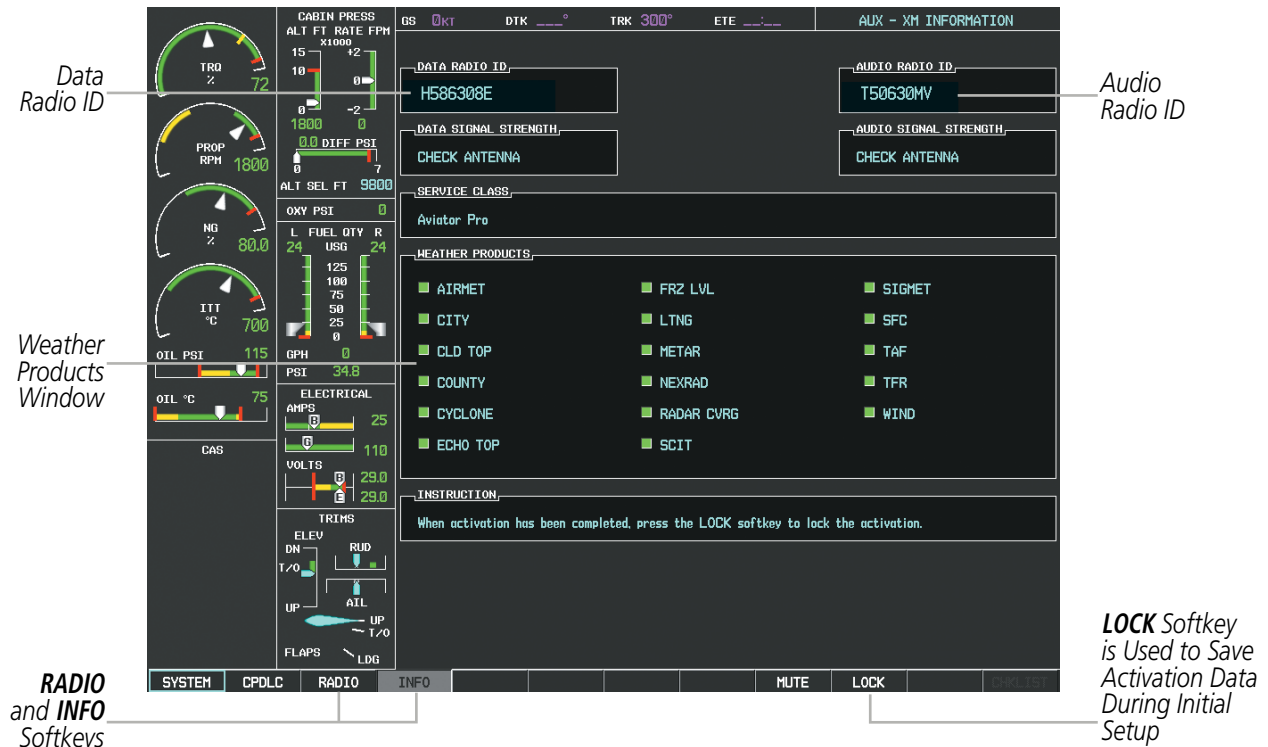 CABIN PRESS
ALT FT RATE FPM
X1000
15 +2
10 0
0 -2
1800 0
0.0 DIFF PSI
0 7
ALT SEL FT 9800
OXY PSI 0
L FUEL QTY R
24 USG 24
125
100
75
50
25
0
GPH 0
PSI 34.8
ELECTRICAL
AMPS
B 25
G 110
VOLTS
B 29.0
E 29.0
TRIMS
ELEV
DN RUD
T/O
UP AIL
UP
T/O
FLAPS LDG
TRQ
%
72
PROP
RPM 1800
NG
%
80.0
ITT
°C
700
OIL PSI 115
OIL °C 75
CAS
GS 0KT DTK ___° TRK 300° ETE __:__ AUX – XM INFORMATION
DATA RADIO ID
H586308E
AUDIO RADIO ID
T50630MV
DATA SIGNAL STRENGTH
CHECK ANTENNA
AUDIO SIGNAL STRENGTH
CHECK ANTENNA
SERVICE CLASS
Aviator Pro
WEATHER PRODUCTS
AIRMET FRZ LVL SIGMET
CITY LTNG SFC
CLD TOP METAR TAF
COUNTY NEXRAD TFR
CYCLONE RADAR CVRG WIND
ECHO TOP SCIT
INSTRUCTION
When activation has been completed, press the LOCK softkey to lock the activation.
SYSTEM CPDLC RADIO INFO MUTE LOCK CHKLIST
Data
Radio ID
Audio
Radio ID
Weather
Products
Window
RADIO
and INFO
Softkeys
LOCK Softkey
is Used to Save
Activation Data
During Initial
Setup